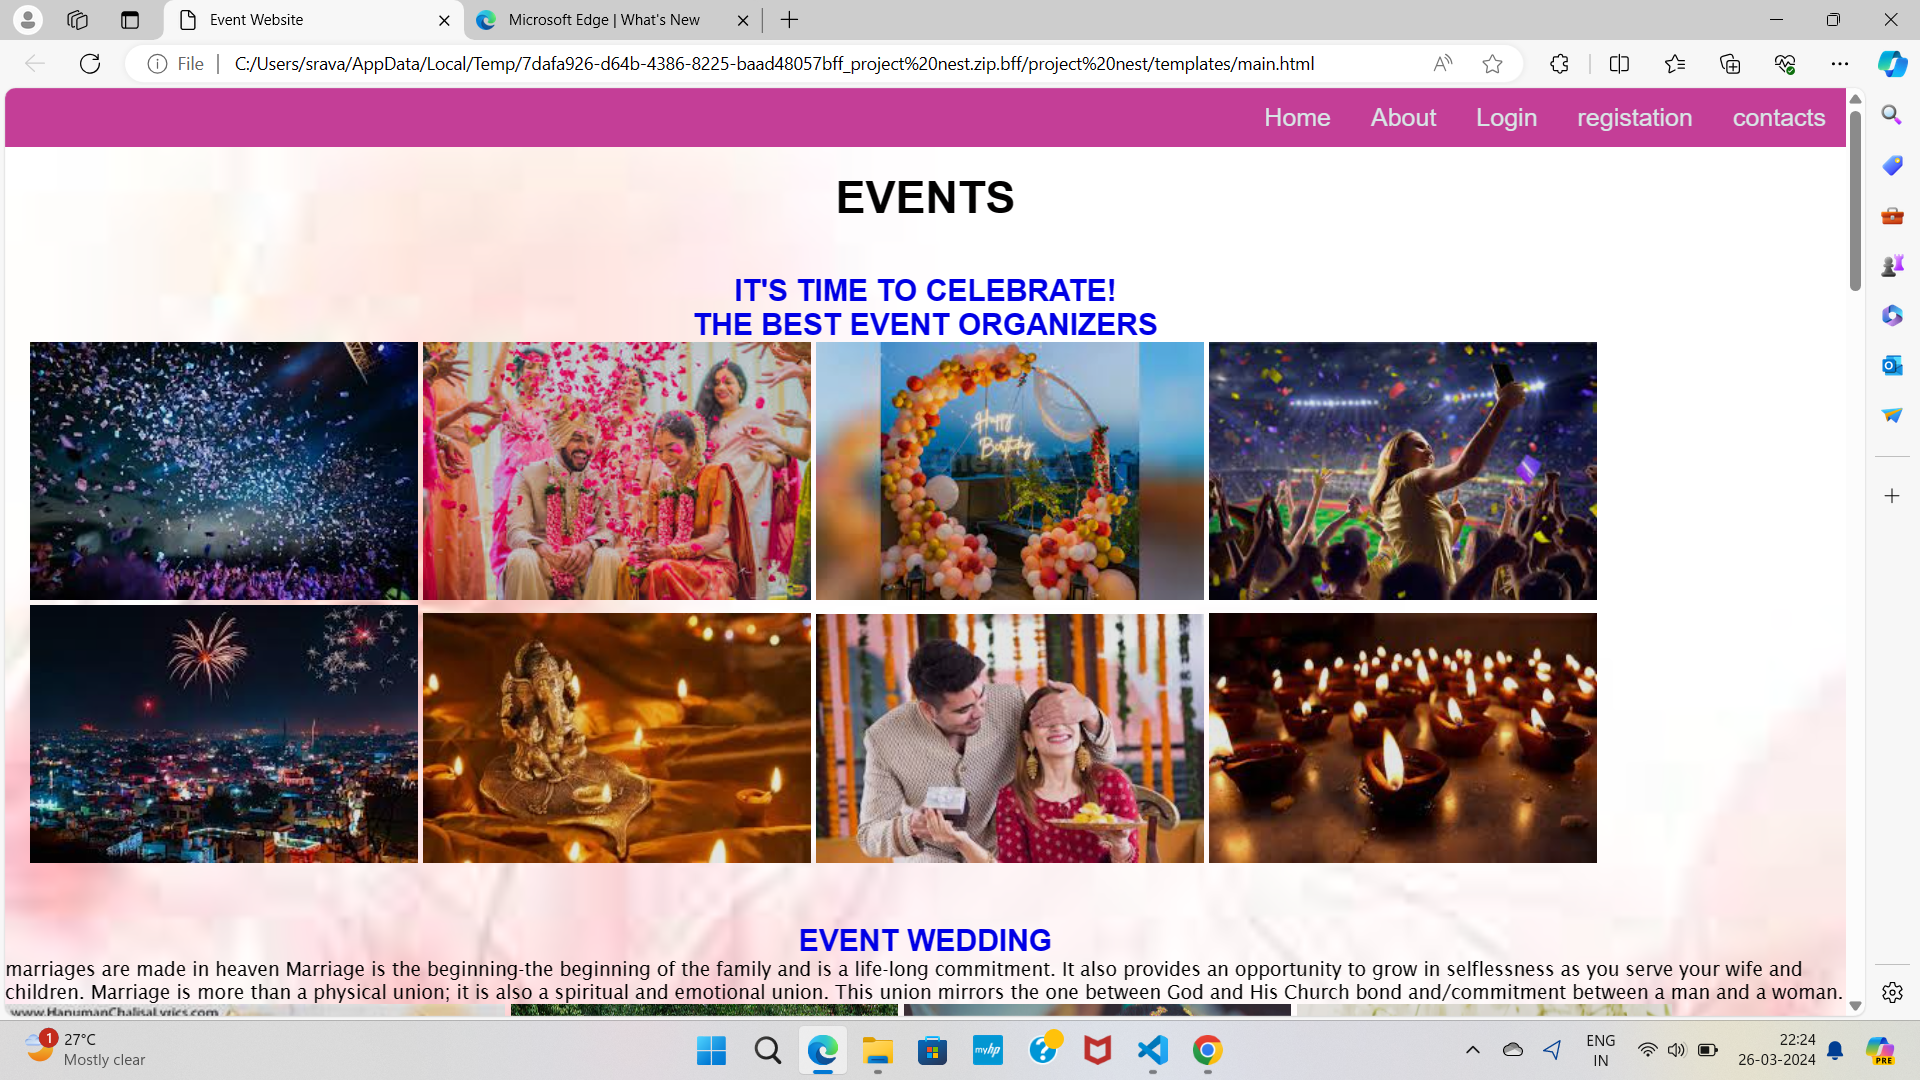 Event Website
Microsoft Edge | What's New
File
C:/Users/srava/AppData/Local/Temp/7dafa926-d64b-4386-8225-baad48057bff_project%20nest.zip.bff/project%20nest/templates/main.html
Home About Login registation contacts
EVENTS
IT'S TIME TO CELEBRATE!
THE BEST EVENT ORGANIZERS
Happy
Birthday
EVENT WEDDING
marriages are made in heaven Marriage is the beginning-the beginning of the family and is a life-long commitment. It also provides an opportunity to grow in selflessness as you serve your wife and
children. Marriage is more than a physical union; it is also a spiritual and emotional union. This union mirrors the one between God and His Church bond and/commitment between a man and a woman.
www.HanumanChalisaLyrics.com
1
27°C
Mostly clear
myhp
ENG
IN
22:24
26-03-2024
PRE